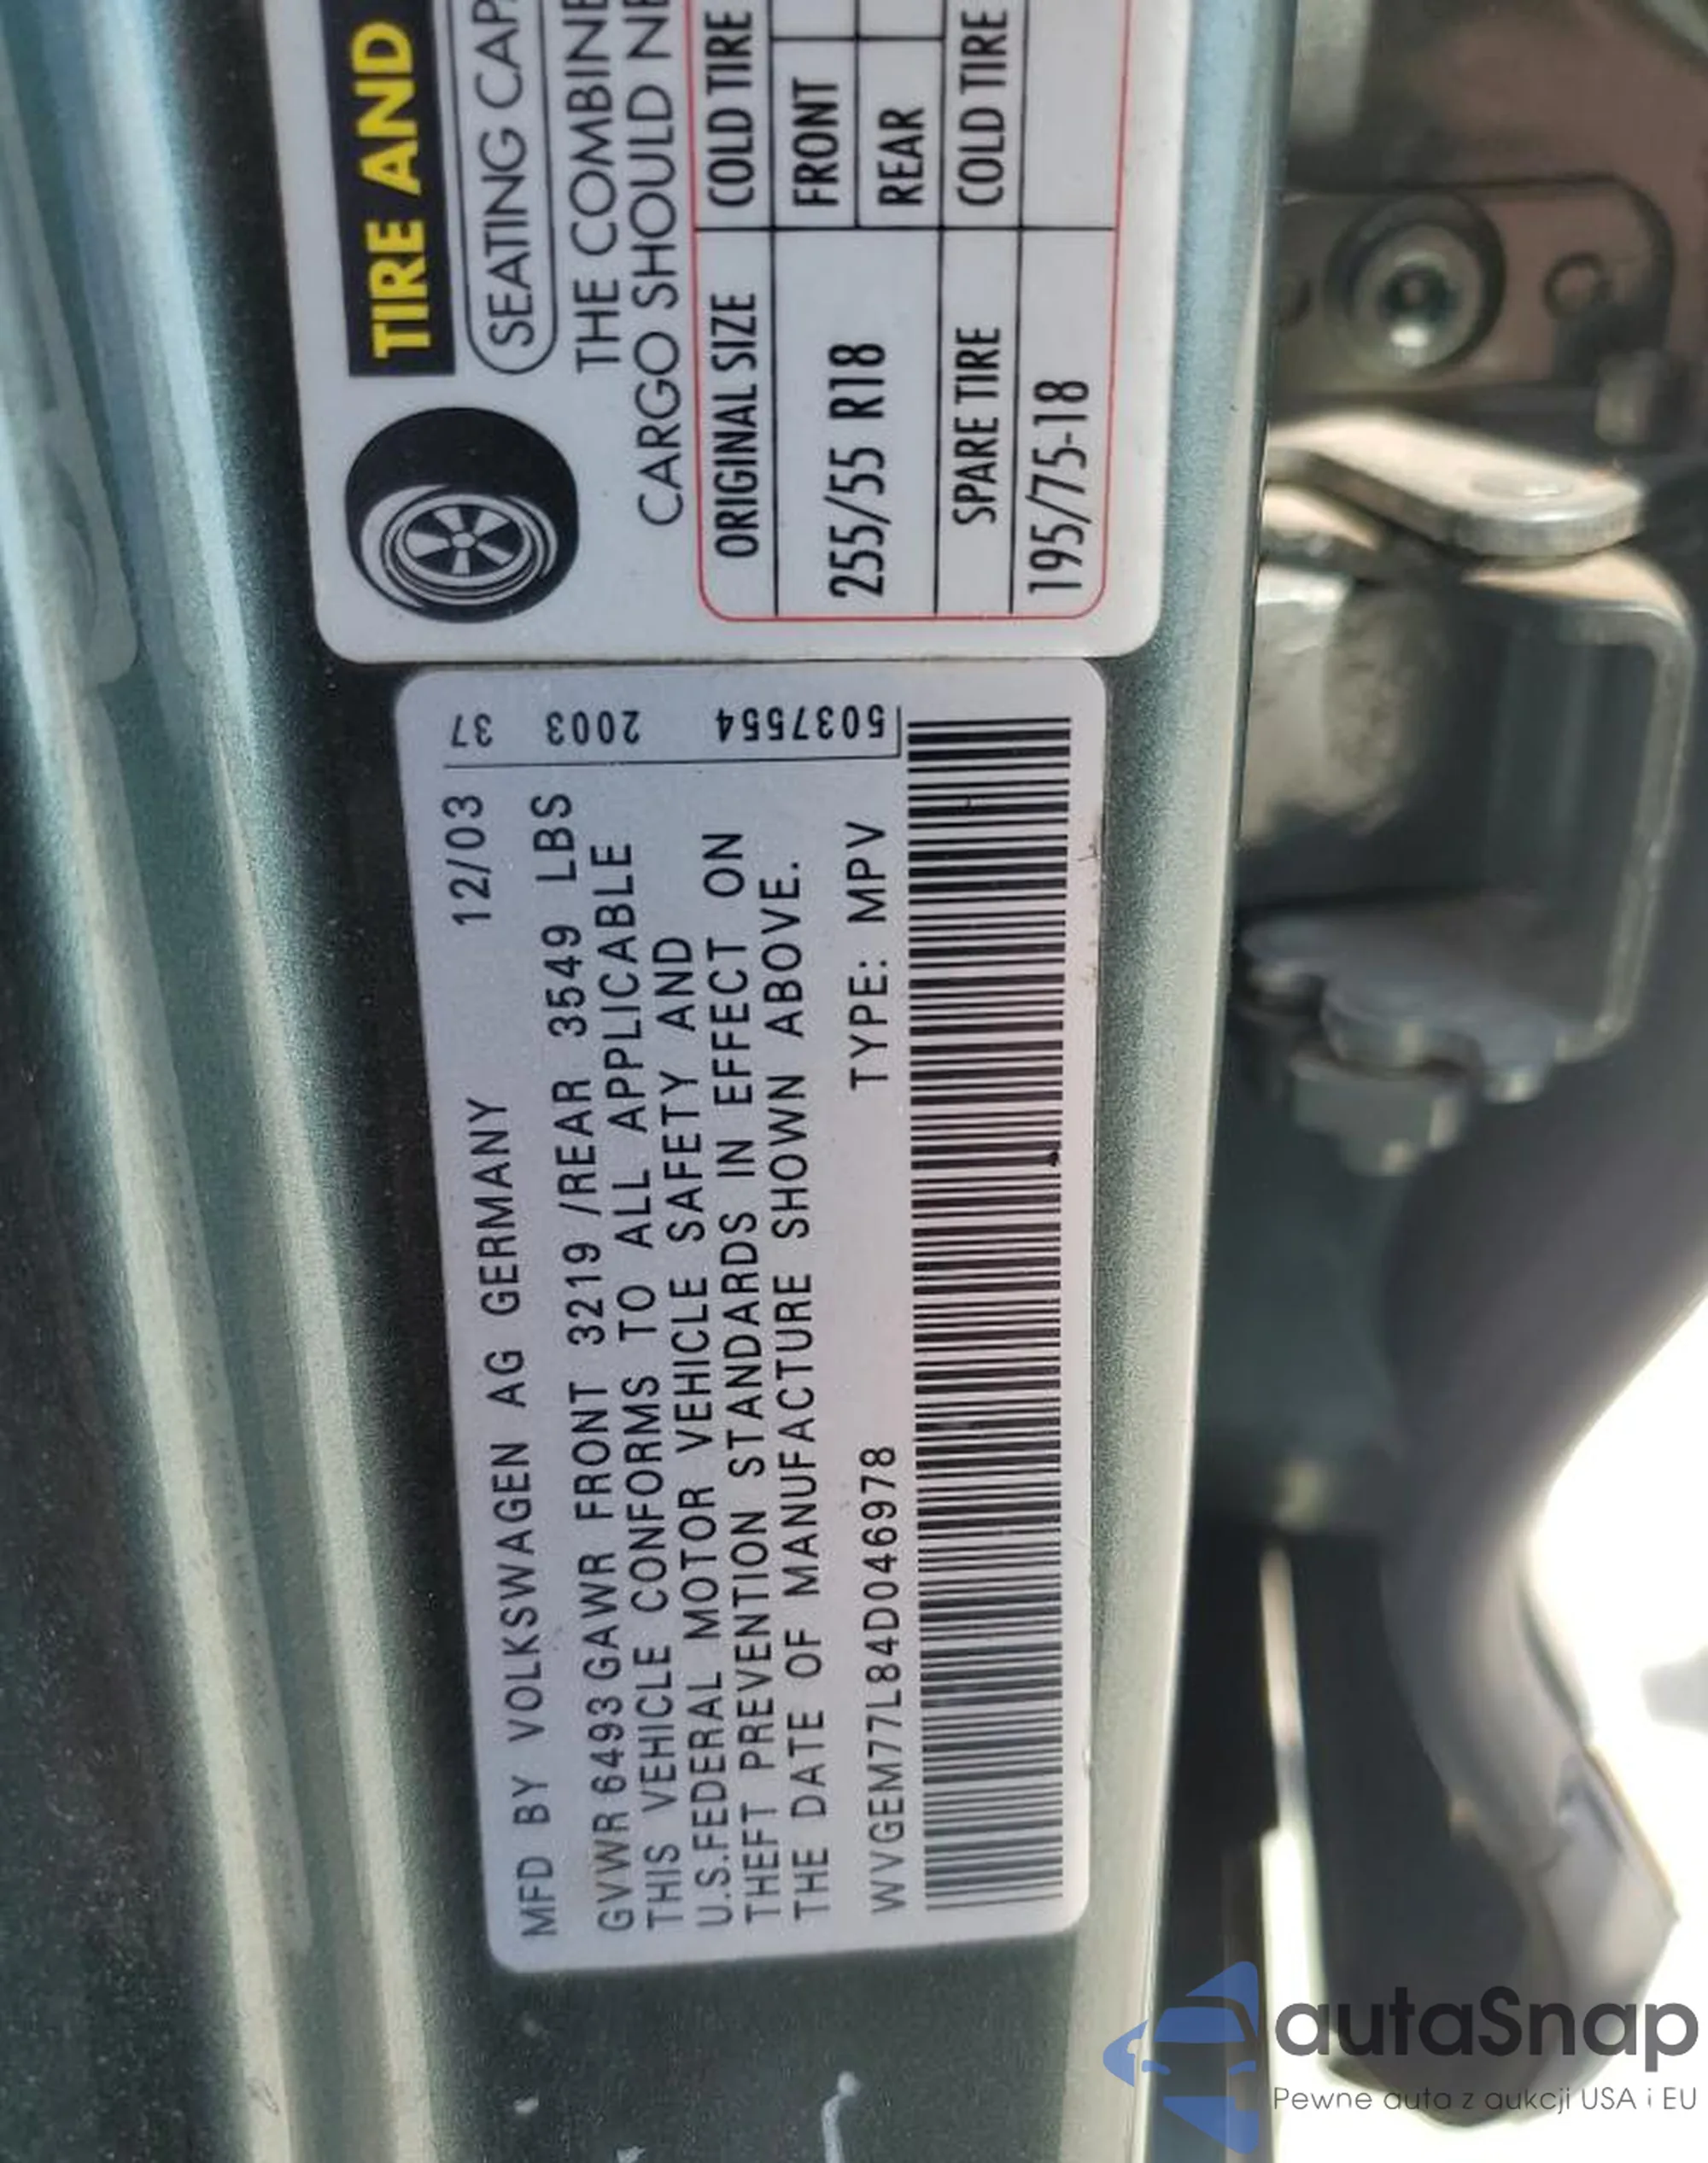 MFD BY VOLKSWAGEN AG GERMANY 12/03
GVWR 6493 GAWR FRONT 3219 /REAR 3549 LBS
THIS VEHICLE CONFORMS TO ALL APPLICABLE
U.S.FEDERAL MOTOR VEHICLE SAFETY AND
THEFT PREVENTION STANDARDS IN EFFECT ON
THE DATE OF MANUFACTURE SHOWN ABOVE.
WVGEM77L84D046978 TYPE: MPV
5037554 2003 37
TIRE AND
SEATING
THE
CARGO SHOULD
ORIGINAL SIZE COLD TIRE
255/55 R18 FRONT
REAR
SPARE TIRE COLD TIRE
195/75-18
autaSnap
Pewne auta z aukcji USA i EU